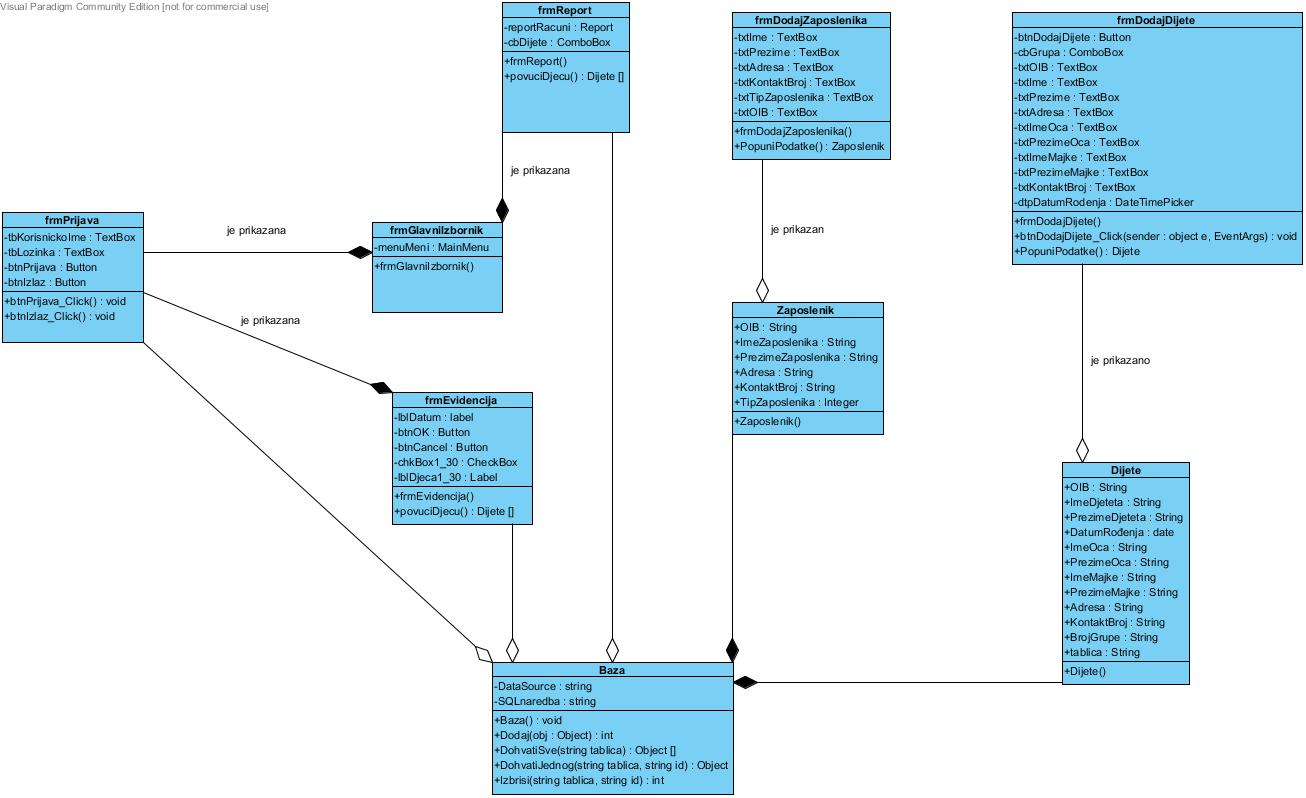 Visual Paradigm Community Edition [not for commercial use]
frmReport
-reportRacuni : Report
-cbDijete : ComboBox
+frmReport()
+povuciDjecu() : Dijete []
frmDodajZaposlenika
-txtIme : TextBox
-txtPrezime : TextBox
-txtAdresa : TextBox
-txtKontaktBroj : TextBox
-txtTipZaposlenika : TextBox
-txtOIB : TextBox
+frmDodajZaposlenika()
+PopuniPodatke() : Zaposlenik
frmDodajDijete
-btnDodajDijete : Button
-cbGrupa : ComboBox
-txtOIB : TextBox
-txtIme : TextBox
-txtPrezime : TextBox
-txtAdresa : TextBox
-txtImeOca : TextBox
-txtPrezimeOca : TextBox
-txtImeMajke : TextBox
-txtPrezimeMajke : TextBox
-txtKontaktBroj : TextBox
-dtpDatumRodenja : DateTimePicker
+frmDodajDijete()
+btnDodajDijete_Click(sender : object e, EventArgs) : void
+PopuniPodatke() : Dijete
je prikazana
frmPrijava
-tbKorisnickoIme : TextBox
-tbLozinka : TextBox
-btnPrijava : Button
-btnIzlaz : Button
+btnPrijava_Click() : void
+btnIzlaz_Click() : void
je prikazana
frmGlavniIzbornik
-menuMeni : MainMenu
+frmGlavniIzbornik()
je prikazan
je prikazana
Zaposlenik
+OIB : String
+ImeZaposlenika : String
+PrezimeZaposlenika : String
+Adresa : String
+KontaktBroj : String
+TipZaposlenika : Integer
+Zaposlenik()
je prikazano
frmEvidencija
-lblDatum : label
-btnOK : Button
-btnCancel : Button
-chkBox1_30 : CheckBox
-lblDjeca1_30 : Label
+frmEvidencija()
+povuciDjecu() : Dijete []
Dijete
+OIB : String
+ImeDjeteta : String
+PrezimeDjeteta : String
+DatumRođenja : date
+ImeOca : String
+PrezimeOca : String
+ImeMajke : String
+PrezimeMajke : String
+Adresa : String
+KontaktBroj : String
+BrojGrupe : String
+tablica : String
+Dijete()
Baza
-DataSource : string
-SQLnaredba : string
+Baza() : void
+Dodaj(obj : Object) : int
+DohvatiSve(string tablica) : Object []
+DohvatiJednog(string tablica, string id) : Object
+Izbrisi(string tablica, string id) : int